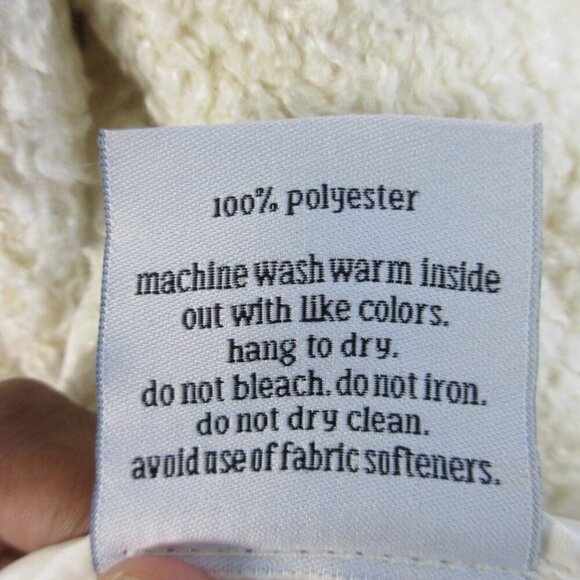 100% polyester
machine wash warm inside
out with like colors.
hang to dry.
do not bleach. do not iron.
do not dry clean.
avoid use of fabric softeners.